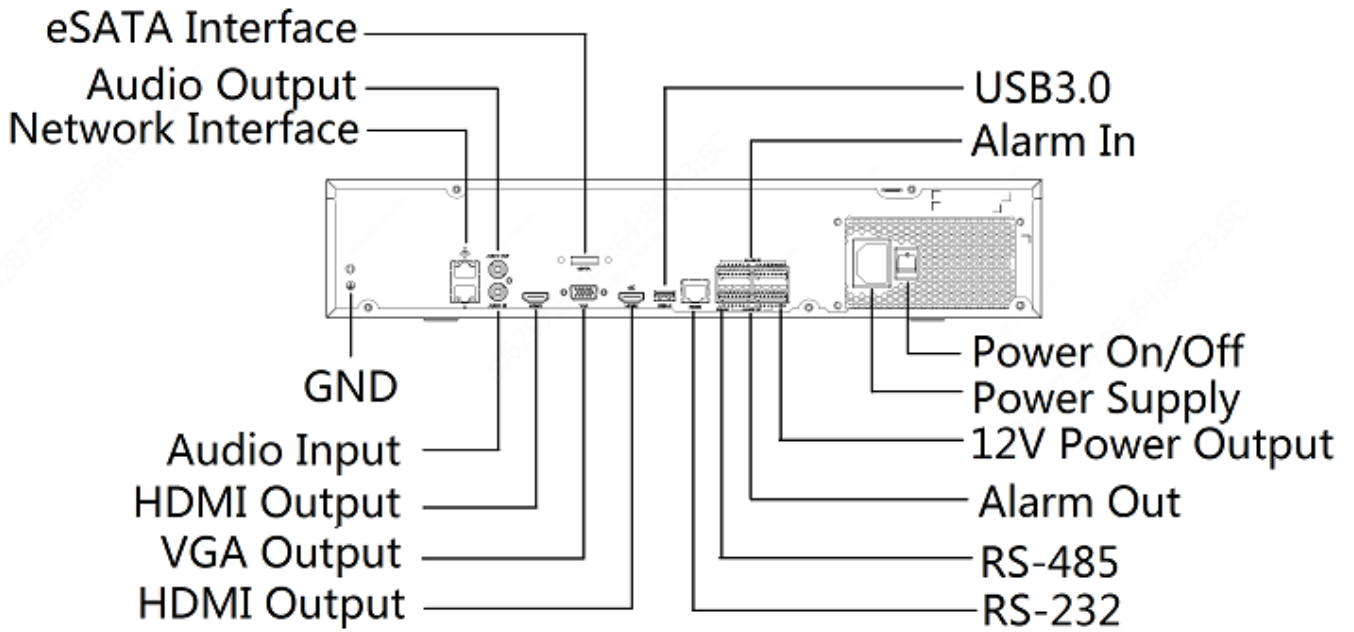 eSATA Interface
Audio Output
Network Interface
USB3.0
Alarm In
GND
Audio Input
HDMI Output
VGA Output
HDMI Output
Power On/Off
Power Supply
12V Power Output
Alarm Out
RS-485
RS-232